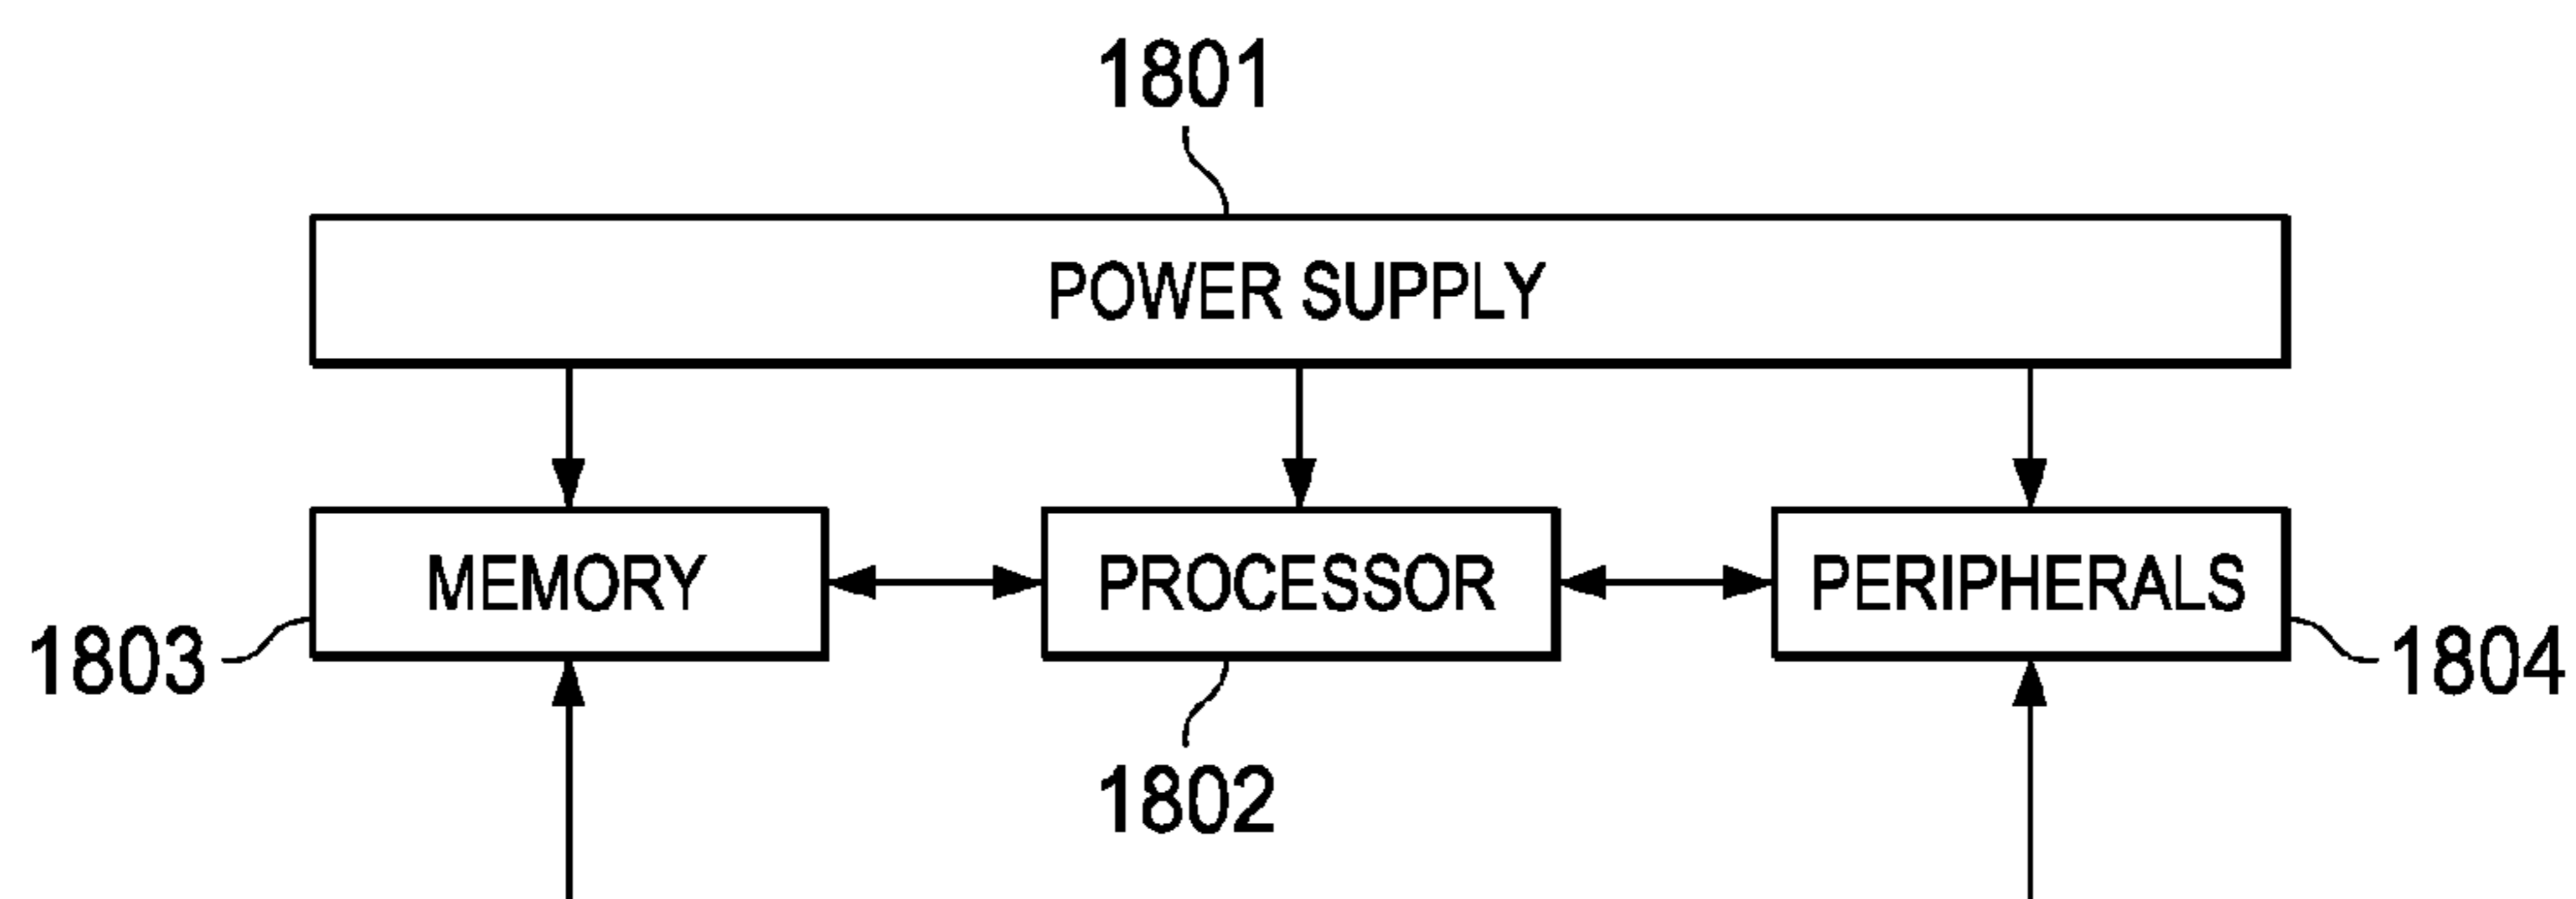 1801
POWER SUPPLY
MEMORY
PROCESSOR
PERIPHERALS
1803
1804
1802